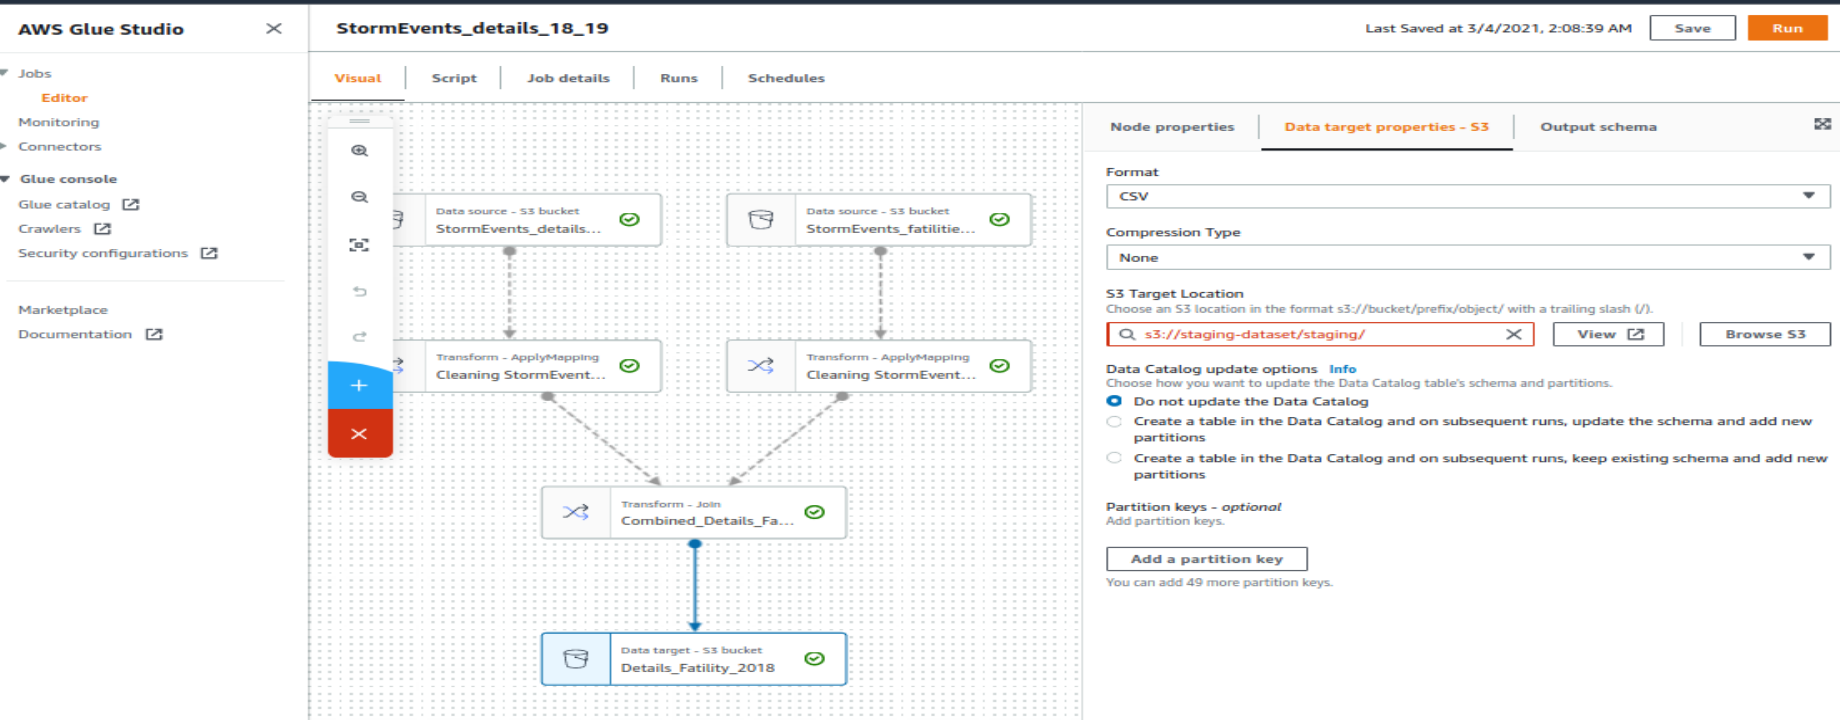 AWS Glue Studio
Jobs
Editor
Monitoring
Connectors
Glue console
Glue catalog
Crawlers
Security configurations
Marketplace
Documentation
StormEvents_details_18_19
Last Saved at 3/4/2021, 2:08:39 AM
Save
Run
Visual
Script
Job details
Runs
Schedules
Data source - S3 bucket
StormEvents_details...
Data source - S3 bucket
StormEvents_fatilitie...
Transform - ApplyMapping
Cleaning StormEvent...
Transform - ApplyMapping
Cleaning StormEvent...
Transform - Join
Combined_Details_Fa...
Data target - S3 bucket
Details_Fatility_2018
Node properties
Data target properties - S3
Output schema
Format
CSV
Compression Type
None
S3 Target Location
Choose an S3 location in the format s3://bucket/prefix/object/ with a trailing slash (/).
s3://staging-dataset/staging/
View
Browse S3
Data Catalog update options Info
Choose how you want to update the Data Catalog table's schema and partitions.
Do not update the Data Catalog
Create a table in the Data Catalog and on subsequent runs, update the schema and add new
partitions
Create a table in the Data Catalog and on subsequent runs, keep existing schema and add new
partitions
Partition keys - optional
Add partition keys.
Add a partition key
You can add 49 more partition keys.